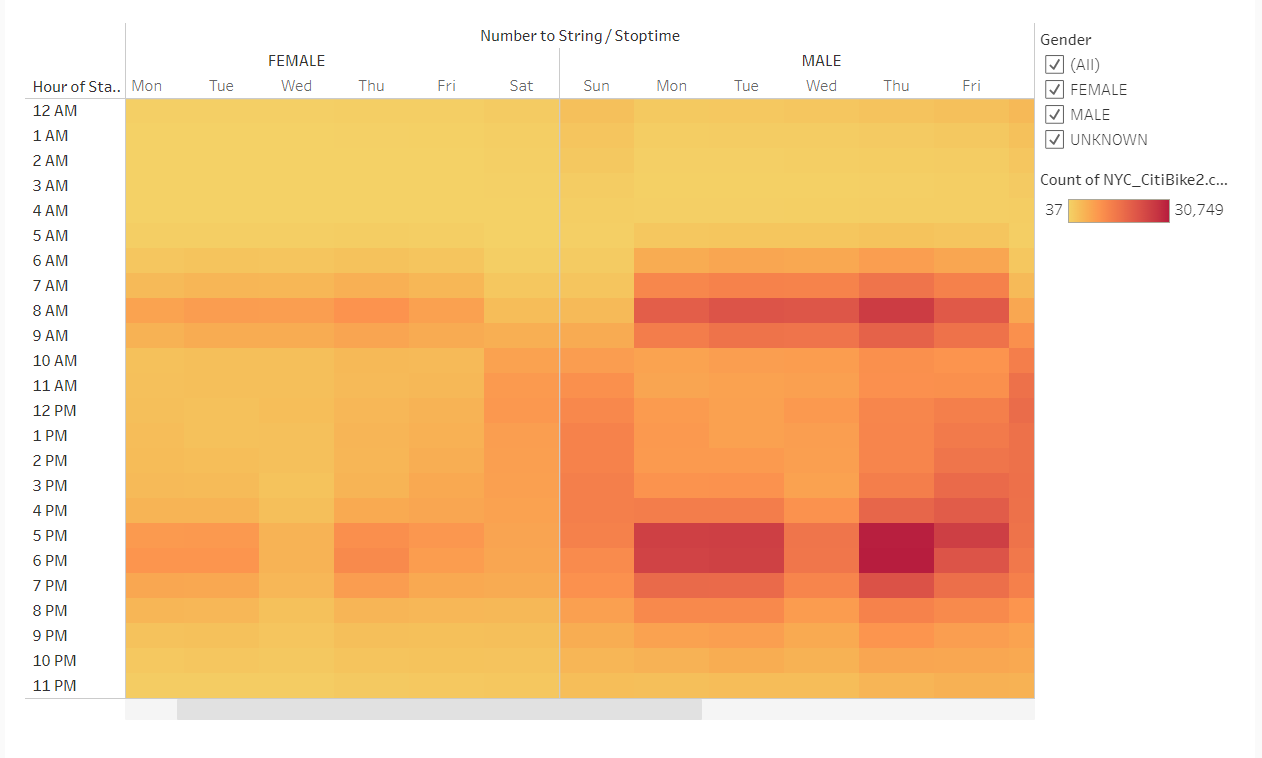 Number to String / Stoptime
FEMALE MALE
Hour of Sta.. Mon Tue Wed Thu Fri Sat Sun Mon Tue Wed Thu Fri
12 AM
1 AM
2 AM
3 AM
4 AM
5 AM
6 AM
7 AM
8 AM
9 AM
10 AM
11 AM
12 PM
1 PM
2 PM
3 PM
4 PM
5 PM
6 PM
7 PM
8 PM
9 PM
10 PM
11 PM
Gender
(All)
FEMALE
MALE
UNKNOWN
Count of NYC_CitiBike2.c...
37 30,749